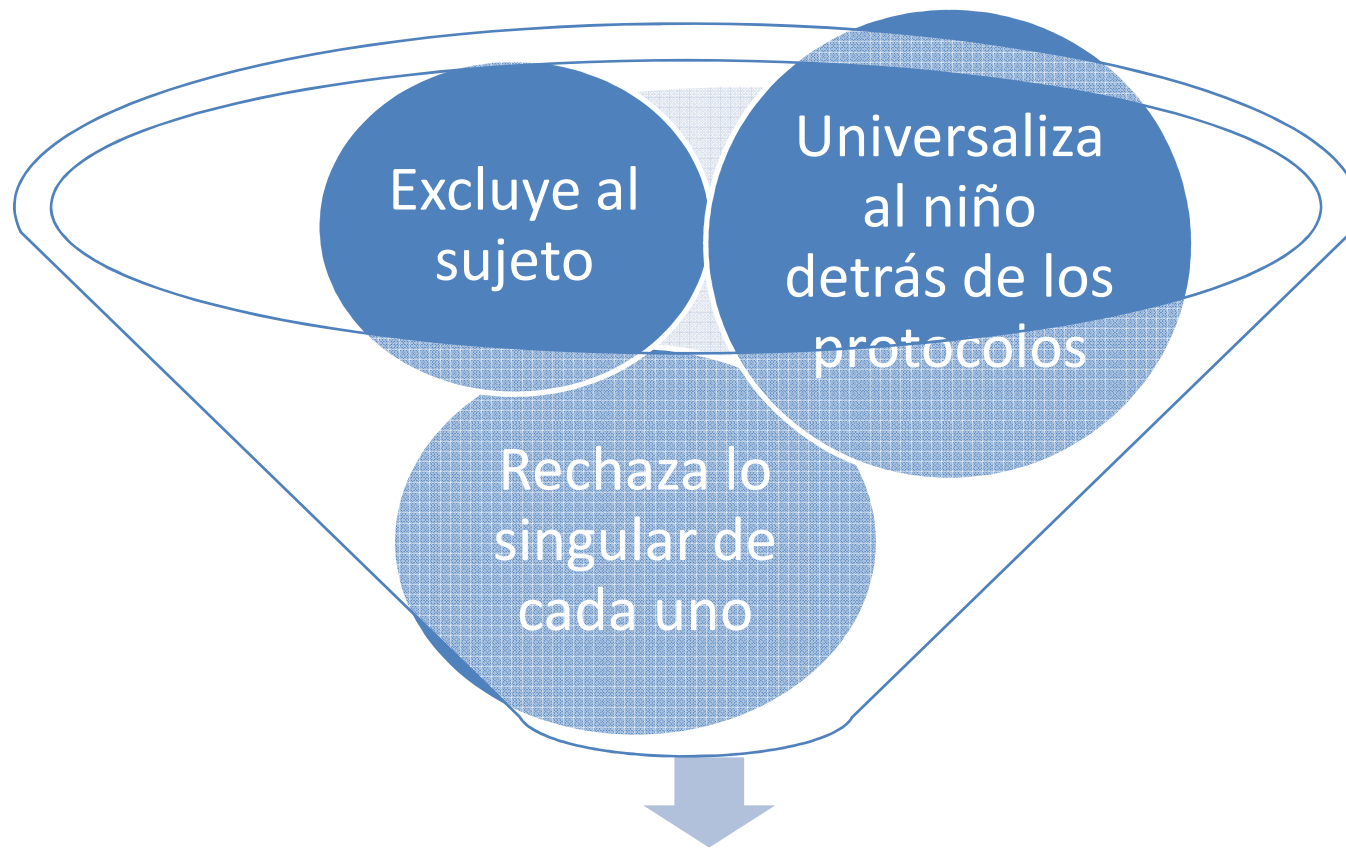 Excluye al
sujeto
Universaliza
al niño
detrás de los
protocolos
Rechaza lo
singular de
cada uno